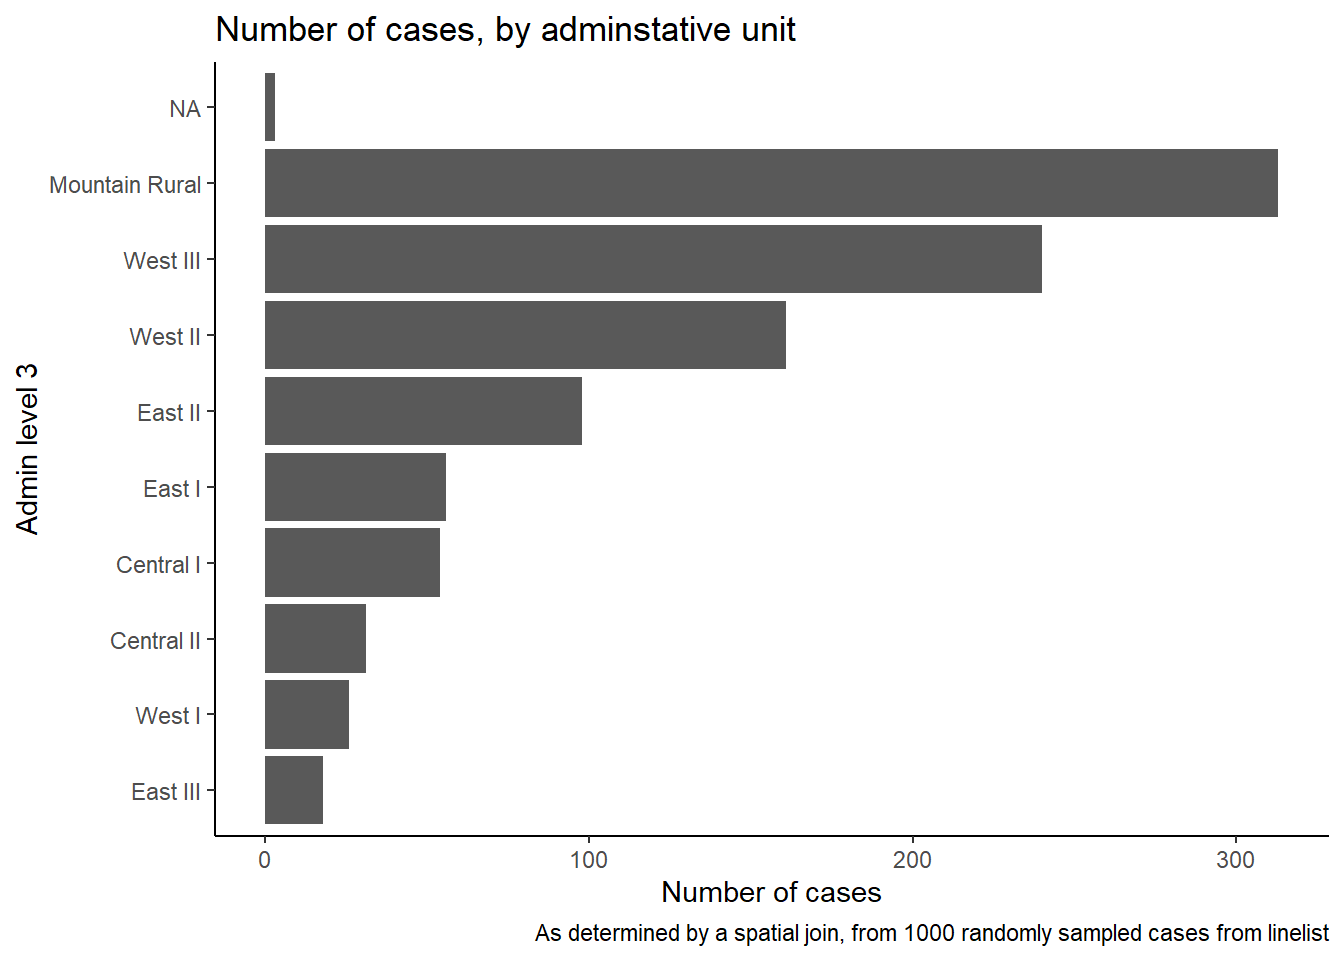 Number of cases, by adminstative unit
NA
Mountain Rural
West III
West II
East II
East I
Central I
Central II
West I
East III
Admin level 3
0 100 200 300
Number of cases
As determined by a spatial join, from 1000 randomly sampled cases from linelist